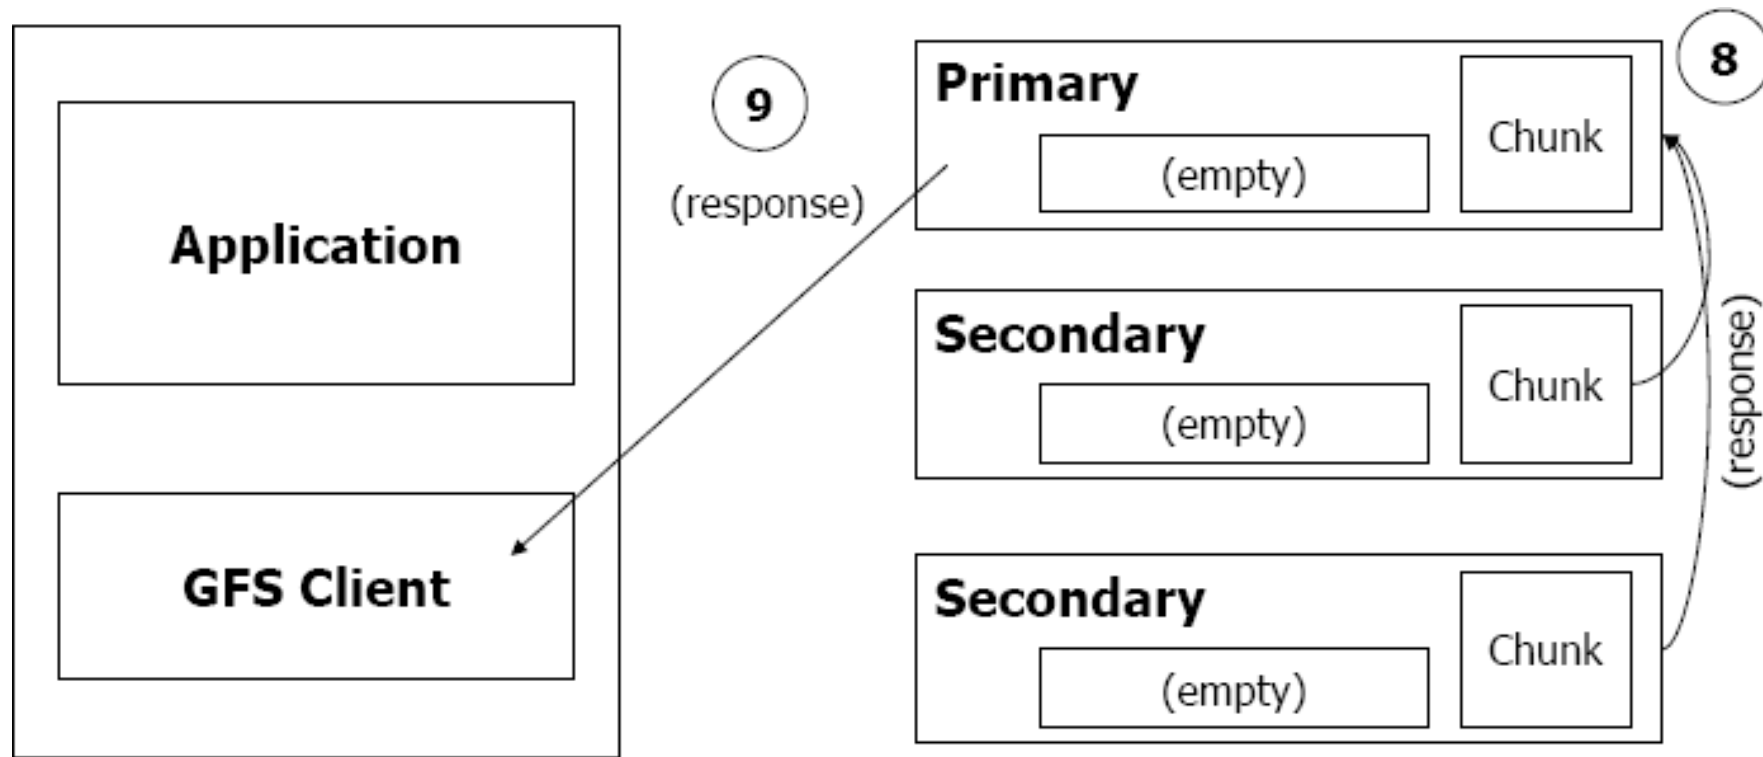 Application
GFS Client
9
(response)
Primary
(empty)
Chunk
8
Secondary
(empty)
Chunk
(response)
Secondary
(empty)
Chunk